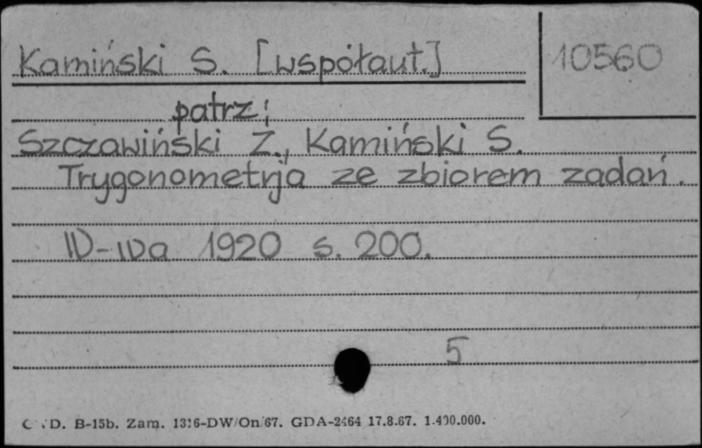 Kamiński S. [współaut.]
10560
patrz:
Szczawiński Z., Kamiński S.
Trygonometrja ze zbiorem zadań.
W-wa 1920 s. 200.
5
D. B-15b. Zam. 1316-DW/On/67. GDA-2464 17.8.67. 1.400.000.